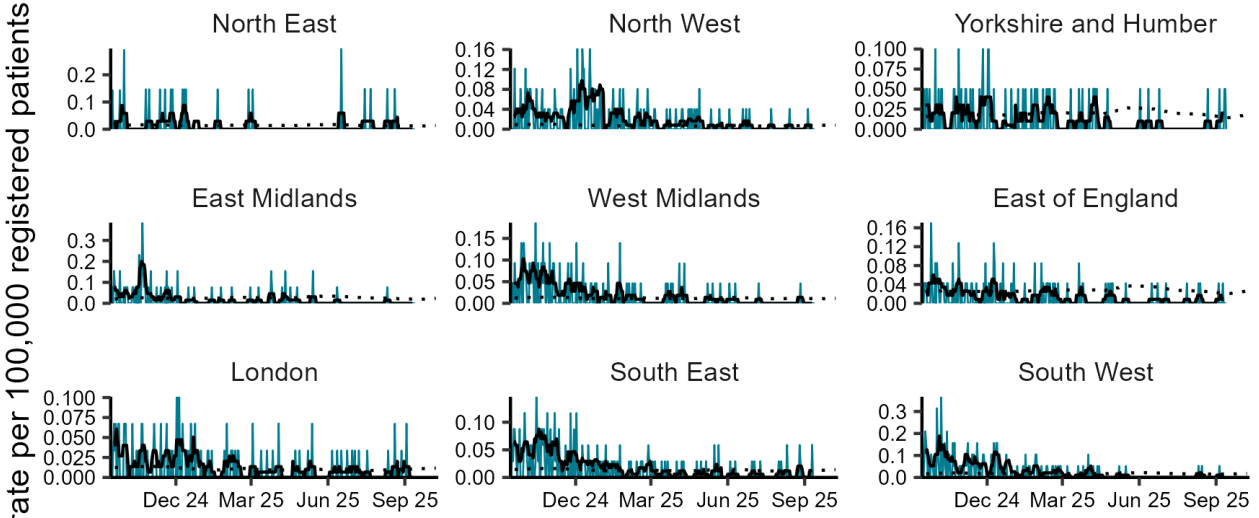 rate per 100,000 registered patients
North East
0.2
0.1
0.0
North West
0.16
0.12
0.08
0.04
0.00
Yorkshire and Humber
0.100
0.075
0.050
0.025
0.000
East Midlands
0.3
0.2
0.1
0.0
West Midlands
0.15
0.10
0.05
0.00
East of England
0.16
0.12
0.08
0.04
0.00
London
0.100
0.075
0.050
0.025
0.000
Dec 24 Mar 25 Jun 25 Sep 25
South East
0.10
0.05
0.00
Dec 24 Mar 25 Jun 25 Sep 25
South West
0.3
0.2
0.1
0.0
Dec 24 Mar 25 Jun 25 Sep 25